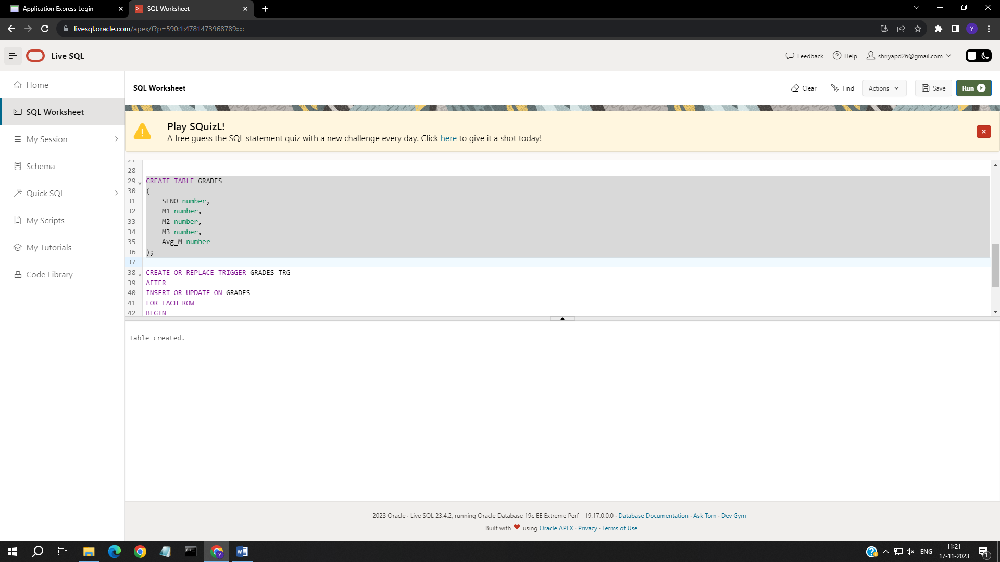 Application Express Login
SQL Worksheet
livesql.oracle.com/apex/f?p=590:1:4781473968789:::::
Y
Live SQL
Feedback
Help
shriyapd26@gmail.com
Home
SQL Worksheet
My Session
Schema
Quick SQL
My Scripts
My Tutorials
Code Library
SQL Worksheet
Clear
Find
Actions
Save
Run
Play SQuizL!
A free guess the SQL statement quiz with a new challenge every day. Click here to give it a shot today!
27
28
29 CREATE TABLE GRADES
30 (
31 SENO number,
32 M1 number,
33 M2 number,
34 M3 number,
35 Avg_M number
36 );
37
38 CREATE OR REPLACE TRIGGER GRADES_TRG
39 AFTER
40 INSERT OR UPDATE ON GRADES
41 FOR EACH ROW
42 BEGIN
Table created.
2023 Oracle · Live SQL 23.4.2, running Oracle Database 19c EE Extreme Perf - 19.17.0.0.0 · Database Documentation · Ask Tom · Dev Gym
Built with ❤ using Oracle APEX · Privacy · Terms of Use
ENG
11:21
17-11-2023
1